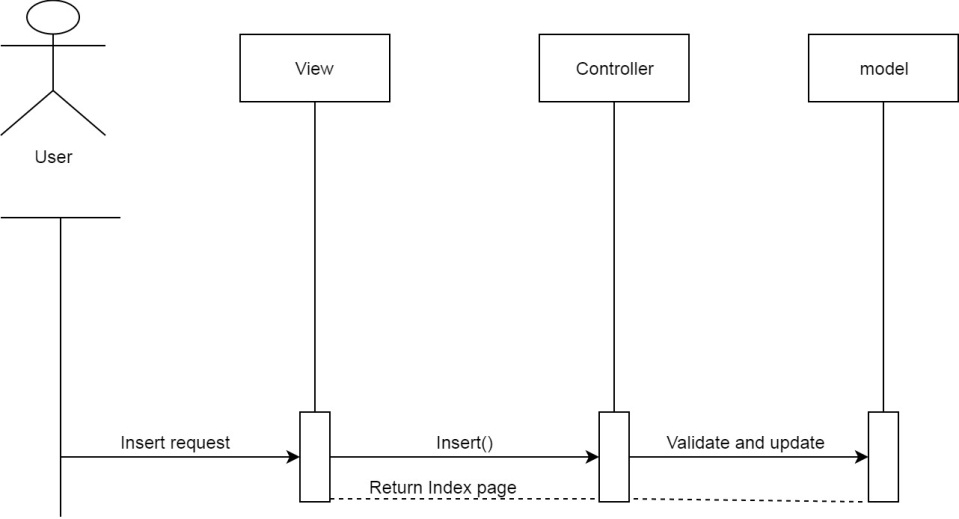 View
Controller
model
User
Insert request
Insert()
Validate and update
Return Index page